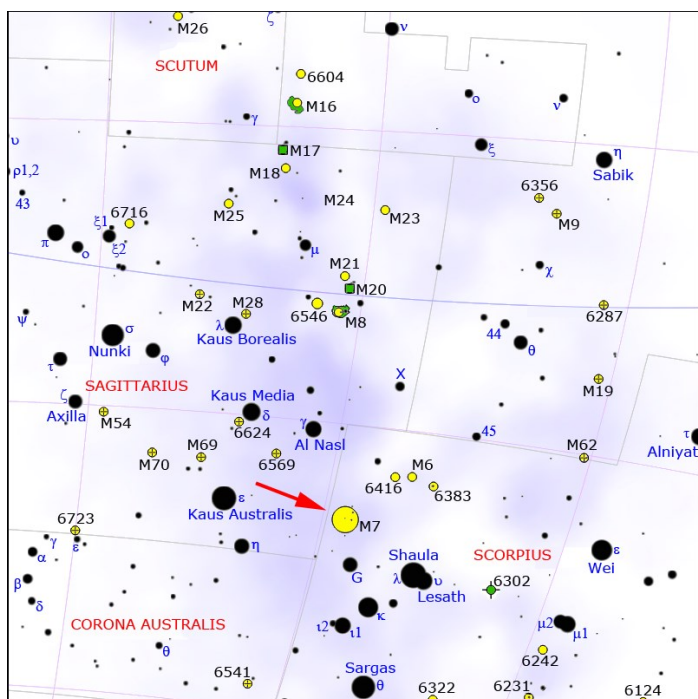 M26
ζ
ν
SCUTUM
6604
M16
ο
ν
γ
υ
M17
ξ
η
Sabik
ρ1,2
M18
43
M24
6356
M25
M23
M9
6716
ξ1
π
ο
ξ2
μ
M21
χ
M20
M22
M28
6546
M8
6287
ψ
λ
Kaus Borealis
44
σ
Nunki
θ
τ
φ
M19
X
SAGITTARIUS
Kaus Media
ζ
Axilla
δ
M54
6624
γ
Al Nasl
45
τ
Alniyat
M62
M70
M69
6569
M6
6416
6383
ε
Kaus Australis
M7
6723
γ
ε
α
η
SCORPIUS
ε
Wei
Shaula
G
β
λ
υ
Lesath
6302
δ
κ
CORONA AUSTRALIS
ι2
ι1
μ2
μ1
θ
6242
6541
Sargas
θ
6322
6231
6124